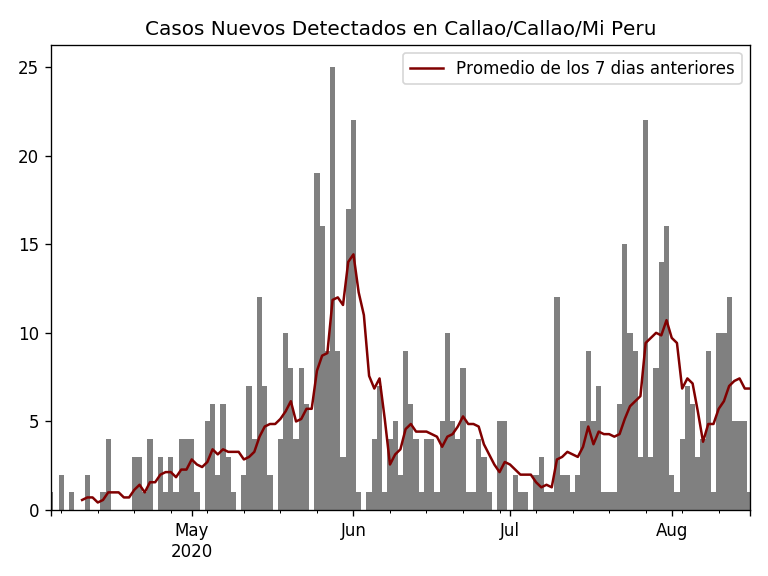 Casos Nuevos Detectados en Callao/Callao/Mi Peru
Promedio de los 7 dias anteriores
25
20
15
10
5
0
May
2020
Jun
Jul
Aug